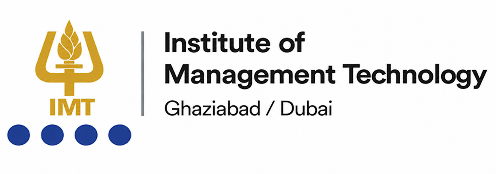 IMT
Institute of
Management Technology
Ghaziabad / Dubai